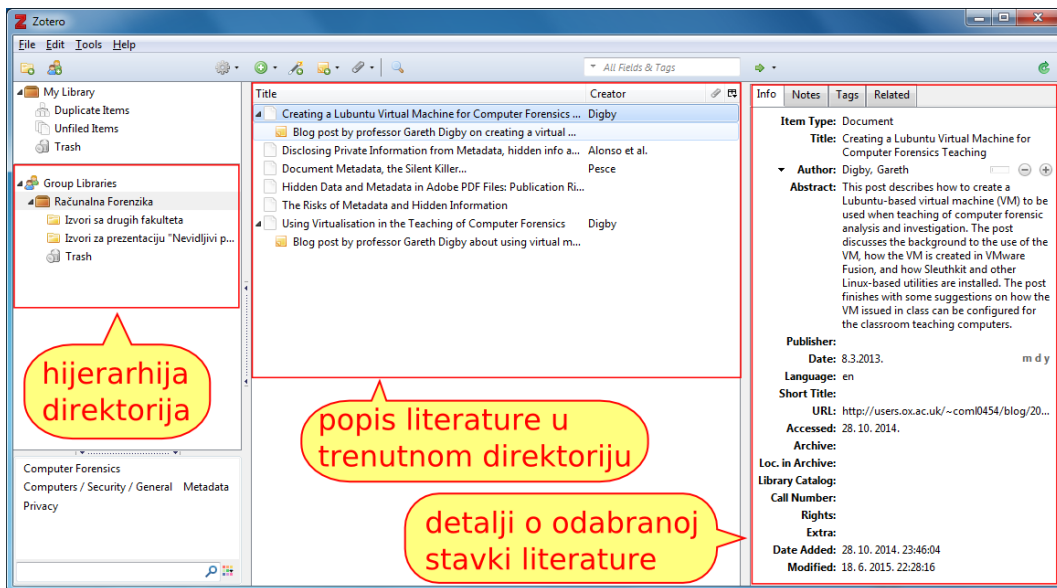 Zotero
File Edit Tools Help
All Fields & Tags
My Library
Duplicate Items
Unfiled Items
Trash
Group Libraries
Računalna Forenzika
Izvori sa drugih fakulteta
Izvori za prezentaciju "Nevidljivi p...
Trash
hijerarhija
direktorija
Computer Forensics
Computers / Security / General Metadata
Privacy
Title Creator
Creating a Lubuntu Virtual Machine for Computer Forensics ... Digby
Blog post by professor Gareth Digby on creating a virtual ...
Disclosing Private Information from Metadata, hidden info a... Alonso et al.
Document Metadata, the Silent Killer... Pesce
Hidden Data and Metadata in Adobe PDF Files: Publication Ri...
The Risks of Metadata and Hidden Information
Using Virtualisation in the Teaching of Computer Forensics Digby
Blog post by professor Gareth Digby about using virtual m...
popis literature u
trenutnom direktoriju
detalji o odabranoj
stavki literature
Info Notes Tags Related
Item Type: Document
Title: Creating a Lubuntu Virtual Machine for
Computer Forensics Teaching
Author: Digby, Gareth
Abstract: This post describes how to create a
Lubuntu-based virtual machine (VM) to be
used when teaching of computer forensic
analysis and investigation. The post
discusses the background to the use of the
VM, how the VM is created in VMware
Fusion, and how Sleuthkit and other
Linux-based utilities are installed. The post
finishes with some suggestions on how the
VM issued in class can be configured for
the classroom teaching computers.
Publisher:
Date: 8.3.2013. m d y
Language: en
Short Title:
URL: http://users.ox.ac.uk/~coml0454/blog/20...
Accessed: 28. 10. 2014.
Archive:
Loc. in Archive:
Library Catalog:
Call Number:
Rights:
Extra:
Date Added: 28. 10. 2014. 23:46:04
Modified: 18. 6. 2015. 22:28:16